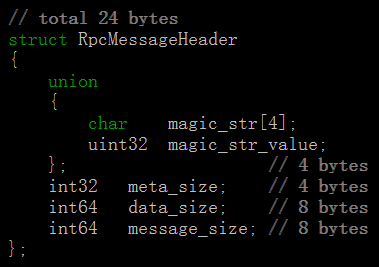 // total 24 bytes
struct RpcMessageHeader
{
    union
    {
        char    magic_str[4];
        uint32  magic_str_value;
    };                    // 4 bytes
    int32   meta_size;    // 4 bytes
    int64   data_size;    // 8 bytes
    int64   message_size; // 8 bytes
};